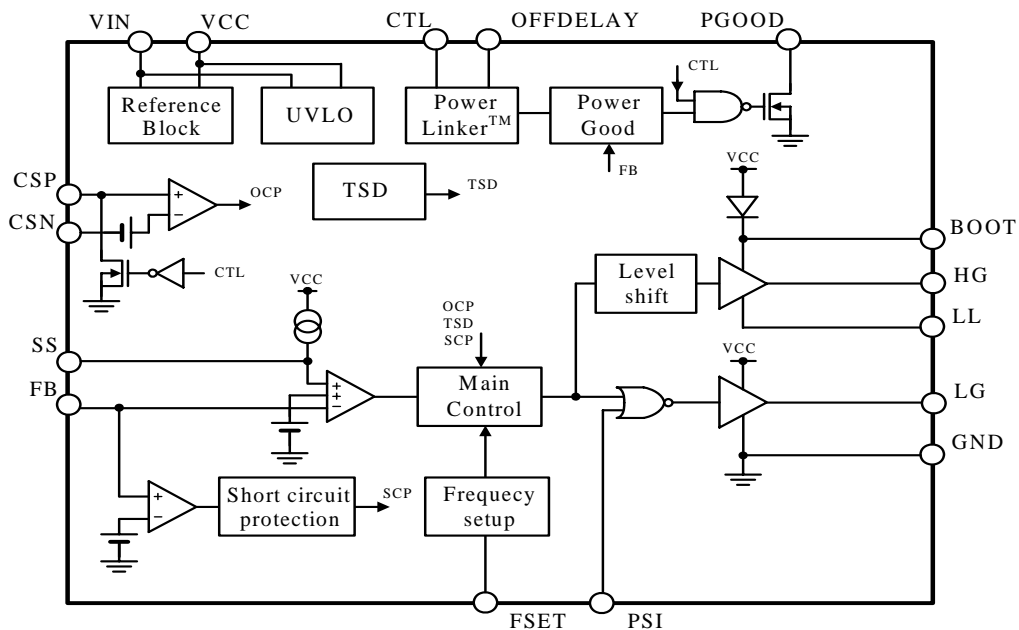 VIN
VCC
CTL
OFFDELAY
PGOOD
Reference
Block
UVLO
Power
Linker™
Power
Good
CTL
FB
CSP
CSN
+
−
OCP
TSD
TSD
CTL
VCC
BOOT
Level
shift
HG
LL
VCC
SS
FB
+
+
−
OCP
TSD
SCP
Main
Control
VCC
LG
GND
+
−
Short circuit
protection
SCP
Frequecy
setup
FSET
PSI